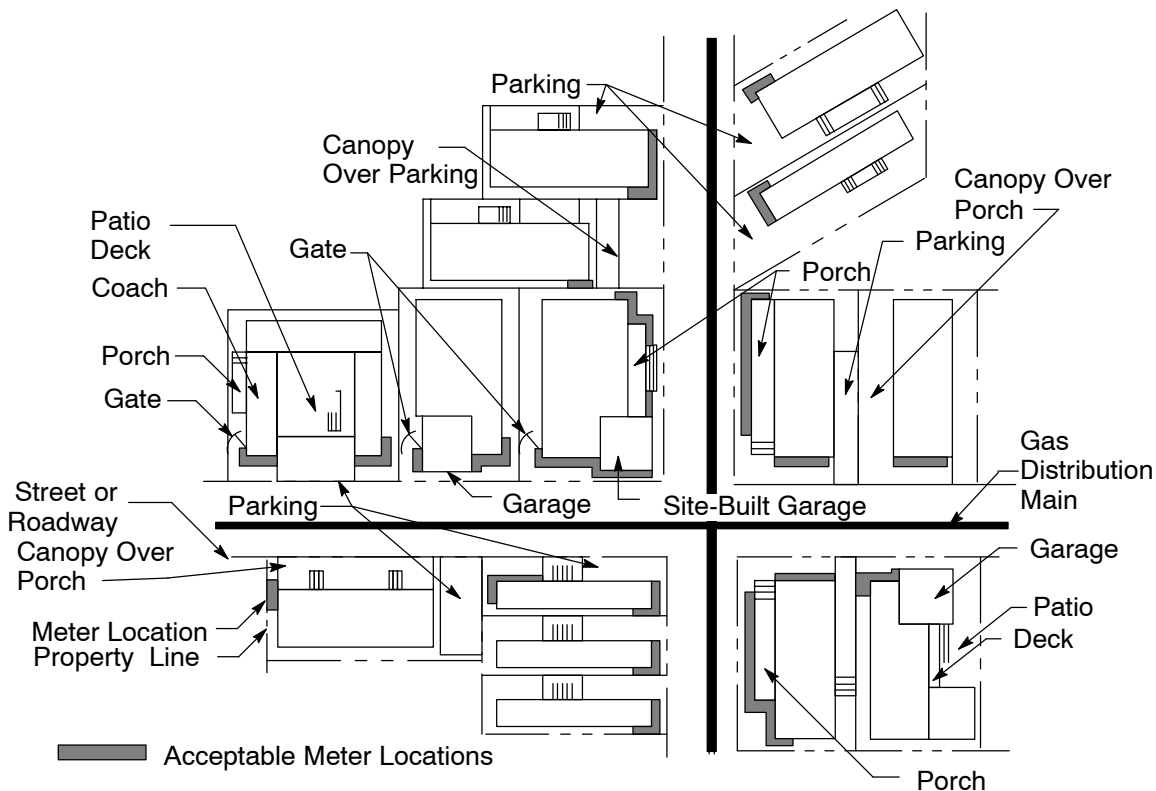 Parking
Canopy
Over Parking
Canopy Over
Porch
Patio
Deck
Gate
Parking
Coach
Porch
Porch
Gate
Gas
Distribution
Main
Street or
Roadway
Parking
Garage
Site-Built Garage
Canopy Over
Porch
Garage
Meter Location
Property Line
Patio
Deck
Acceptable Meter Locations
Porch